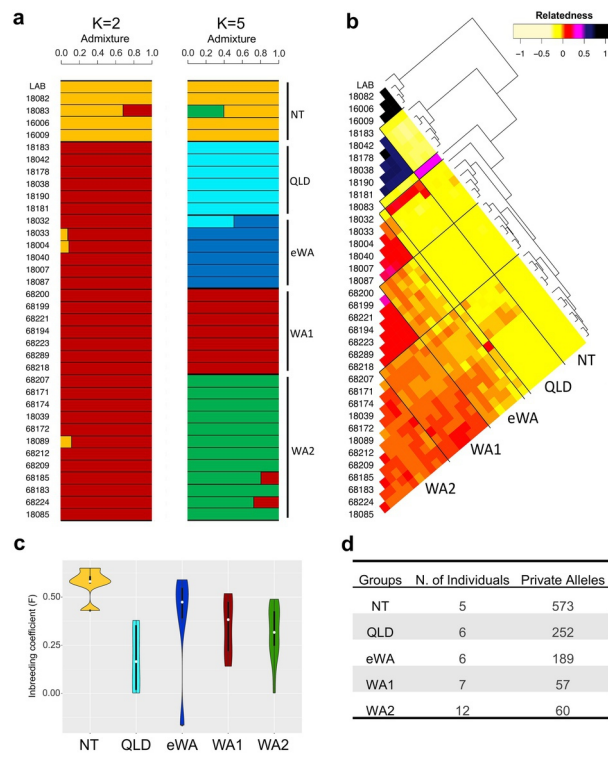 a
K=2
K=5
Admixture
Admixture
0.0 0.2 0.4 0.6 0.8 1.0
0.0 0.2 0.4 0.6 0.8 1.0
LAB
18082
18083
16006
16009
18183
18042
18178
18038
18190
18181
18032
18033
18004
18040
18007
18087
68200
68199
68221
68194
68223
68289
68218
68207
68171
68174
18039
68172
18089
68212
68209
68185
68183
68224
18085
NT
QLD
eWA
WA1
WA2
b
Relatedness
-1 -0.5 0 0.5 1
LAB
18082
16006
16009
18183
18042
18178
18038
18190
18181
18083
18032
18033
18004
18040
18007
18087
68200
68199
68221
68194
68223
68289
68218
68207
68171
68174
18039
68172
18089
68212
68209
68185
68183
68224
18085
NT
QLD
eWA
WA1
WA2
c
Inbreeding coefficient (F)
0.50
0.25
0.00
NT QLD eWA WA1 WA2
d
Groups N. of Individuals Private Alleles
NT 5 573
QLD 6 252
eWA 6 189
WA1 7 57
WA2 12 60